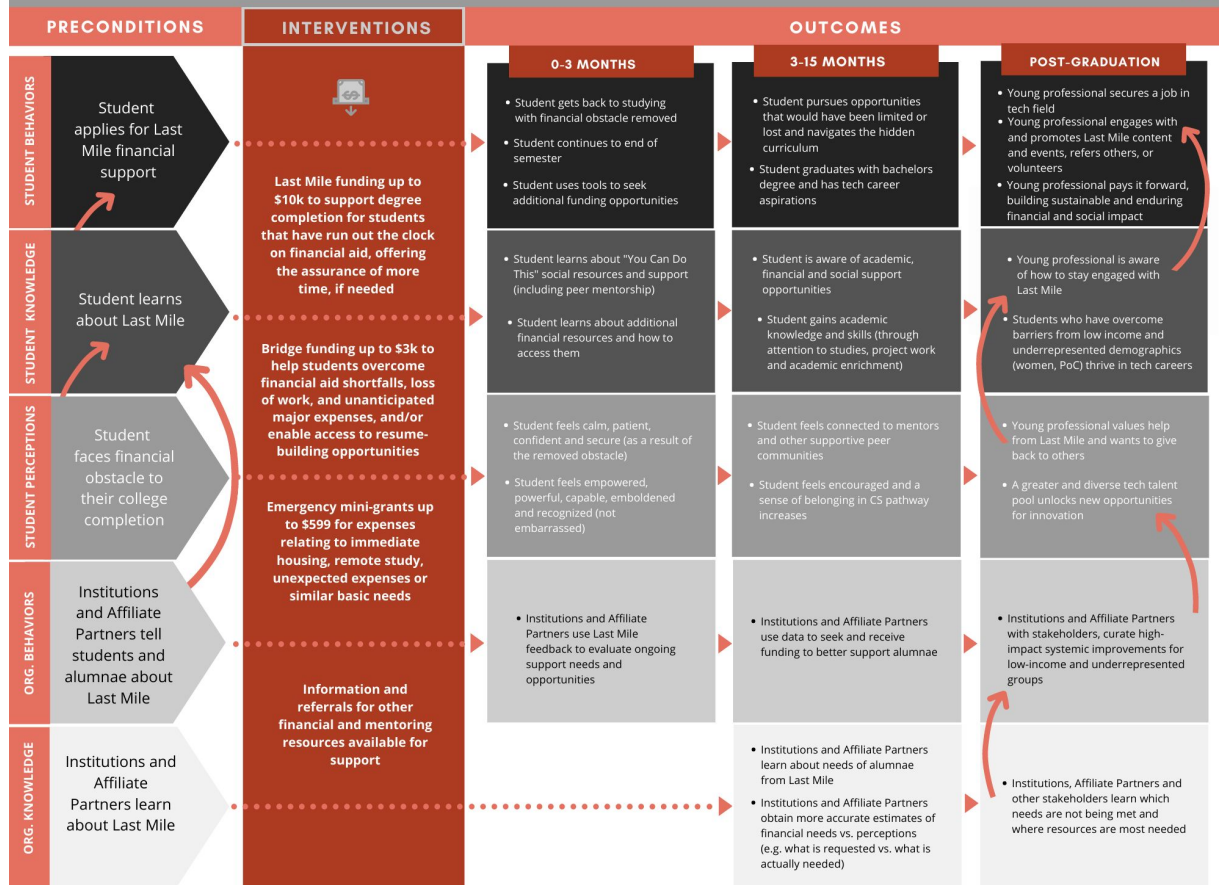 PRECONDITIONS
INTERVENTIONS
OUTCOMES
0-3 MONTHS
3-15 MONTHS
POST-GRADUATION
STUDENT BEHAVIORS
Student
applies for Last
Mile financial
support
• Student gets back to studying
with financial obstacle removed
• Student continues to end of
semester
• Student uses tools to seek
additional funding opportunities
• Student pursues opportunities
that would have been limited or
lost and navigates the hidden
curriculum
• Student graduates with bachelors
degree and has tech career
aspirations
• Young professional secures a job in
tech field
• Young professional engages with
and promotes Last Mile content
and events, refers others, or
volunteers
• Young professional pays it forward,
building sustainable and enduring
financial and social impact
Last Mile funding up to
$10k to support degree
completion for students
that have run out the clock
on financial aid, offering
the assurance of more
time, if needed
Bridge funding up to $3k to
help students overcome
financial aid shortfalls, loss
of work, and unanticipated
major expenses, and/or
enable access to resume-
building opportunities
Emergency mini-grants up
to $599 for expenses
relating to immediate
housing, remote study,
unexpected expenses or
similar basic needs
Information and
referrals for other
financial and mentoring
resources available for
support
STUDENT KNOWLEDGE
Student learns
about Last Mile
• Student learns about "You Can Do
This" social resources and support
(including peer mentorship)
• Student learns about additional
financial resources and how to
access them
• Student is aware of academic,
financial and social support
opportunities
• Student gains academic
knowledge and skills (through
attention to studies, project work
and academic enrichment)
• Young professional is aware
of how to stay engaged with
Last Mile
• Students who have overcome
barriers from low income and
underrepresented demographics
(women, PoC) thrive in tech careers
STUDENT PERCEPTIONS
Student
faces financial
obstacle to
their college
completion
• Student feels calm, patient,
confident and secure (as a result of
the removed obstacle)
• Student feels empowered,
powerful, capable, emboldened
and recognized (not
embarrassed)
• Student feels connected to mentors
and other supportive peer
communities
• Student feels encouraged and a
sense of belonging in CS pathway
increases
• Young professional values help
from Last Mile and wants to give
back to others
• A greater and diverse tech talent
pool unlocks new opportunities
for innovation
ORG. BEHAVIORS
Institutions
and Affiliate
Partners tell
students and
alumnae about
Last Mile
• Institutions and Affiliate
Partners use Last Mile
feedback to evaluate ongoing
support needs and
opportunities
• Institutions and Affiliate Partners
use data to seek and receive
funding to better support alumnae
• Institutions and Affiliate Partners
with stakeholders, curate high-
impact systemic improvements for
low-income and underrepresented
groups
ORG. KNOWLEDGE
Institutions and
Affiliate
Partners learn
about Last Mile
• Institutions and Affiliate Partners
learn about needs of alumnae
from Last Mile
• Institutions and Affiliate Partners
obtain more accurate estimates of
financial needs vs. perceptions
(e.g. what is requested vs. what is
actually needed)
• Institutions, Affiliate Partners and
other stakeholders learn which
needs are not being met and
where resources are most needed